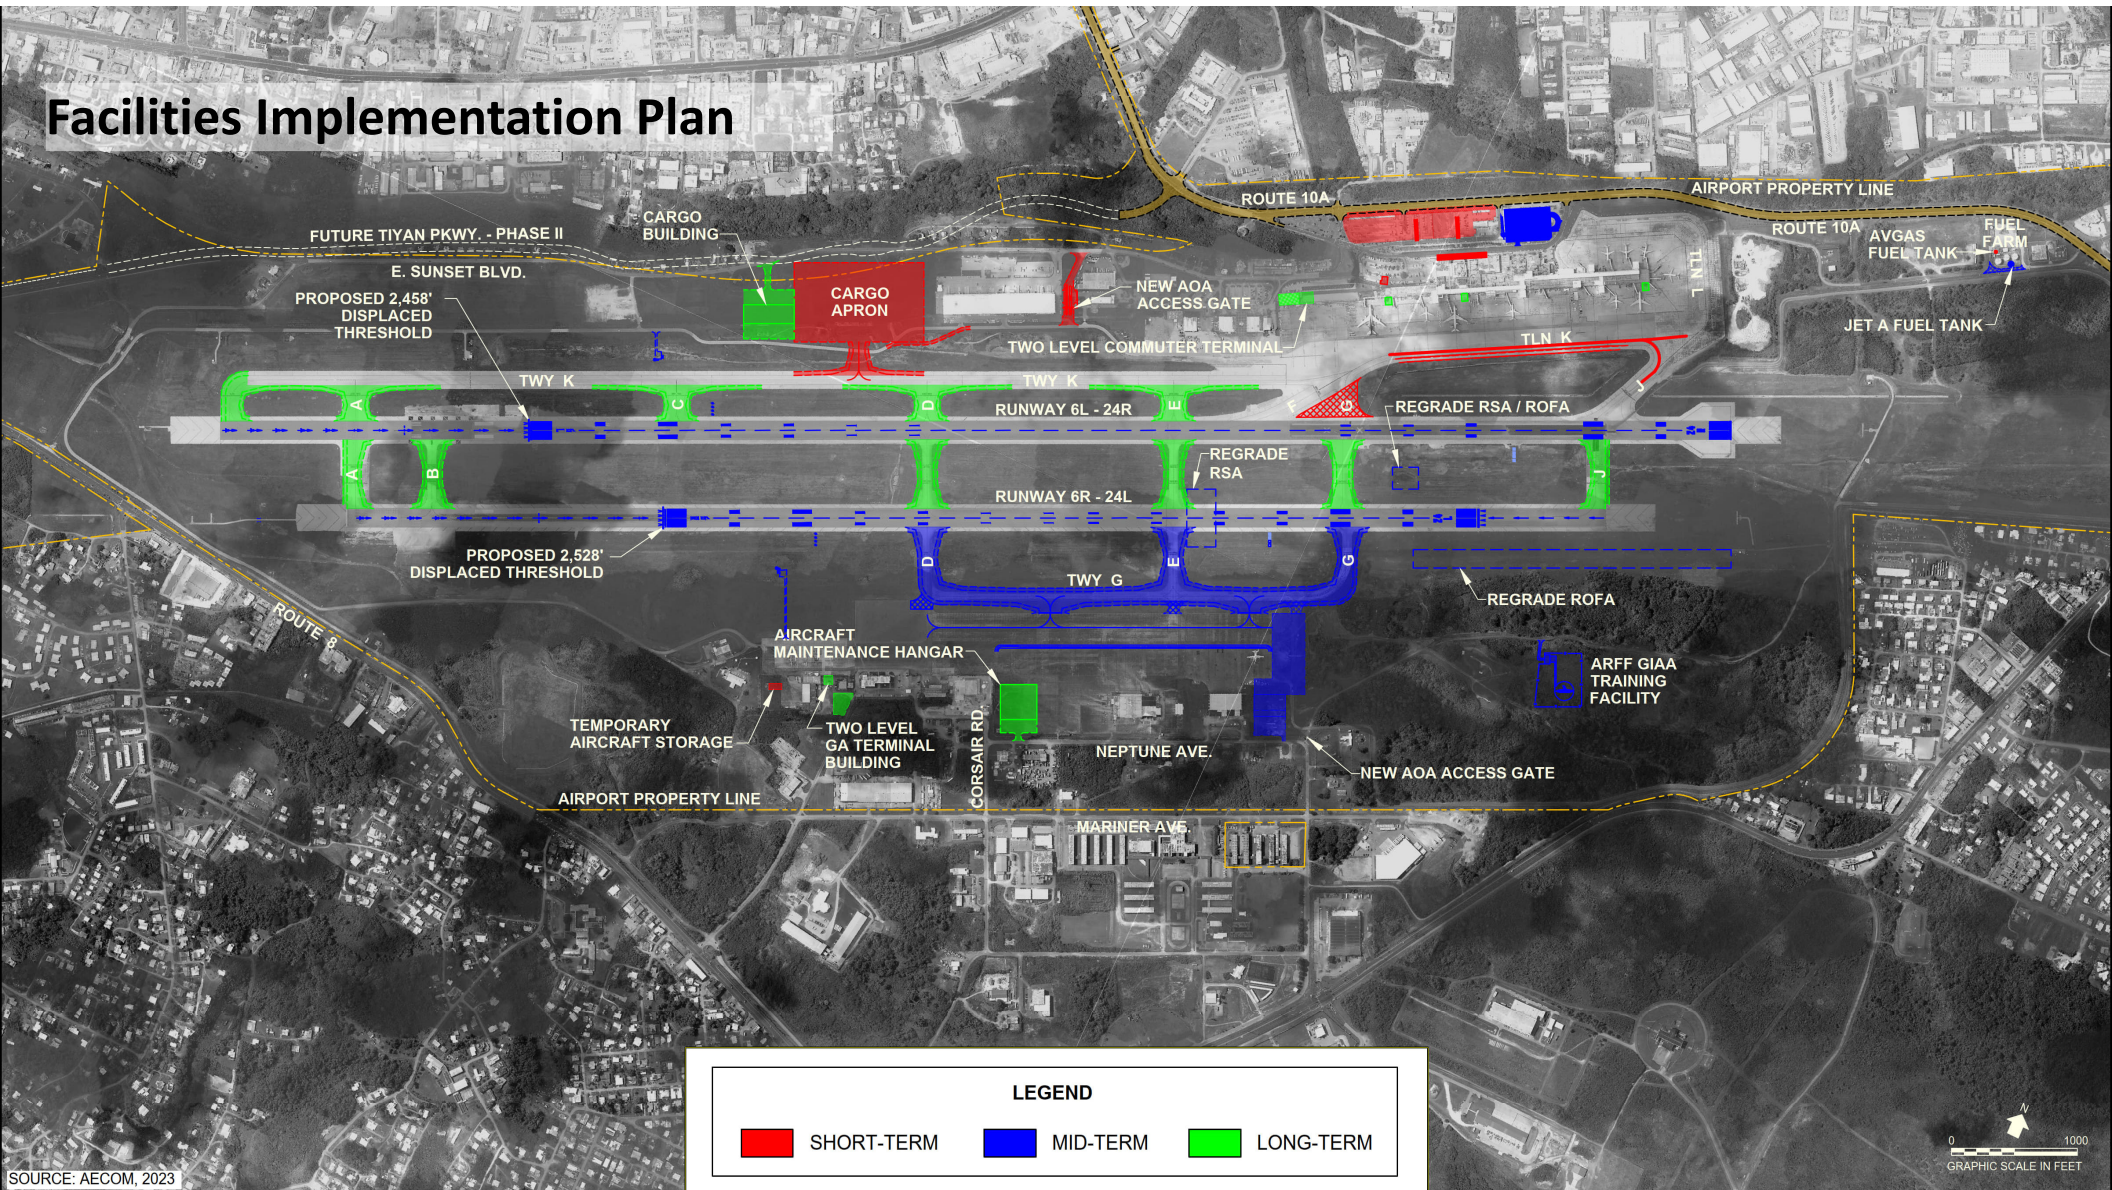 Facilities Implementation Plan
ROUTE 10A
AIRPORT PROPERTY LINE
ROUTE 10A
AVGAS
FUEL TANK
FUEL
FARM
JET A FUEL TANK
CARGO
BUILDING
FUTURE TIYAN PKWY. - PHASE II
E. SUNSET BLVD.
PROPOSED 2,458'
DISPLACED
THRESHOLD
CARGO
APRON
NEW AOA
ACCESS GATE
TWO LEVEL COMMUTER TERMINAL
TLN L
TLN K
J
TWY K
TWY K
A
C
D
E
F
G
RUNWAY 6L - 24R
REGRADE RSA / ROFA
24R
A
B
REGRADE
RSA
J
RUNWAY 6R - 24L
24L
PROPOSED 2,528'
DISPLACED THRESHOLD
D
E
G
TWY G
REGRADE ROFA
ROUTE 8
AIRCRAFT
MAINTENANCE HANGAR
ARFF GIAA
TRAINING
FACILITY
TEMPORARY
AIRCRAFT STORAGE
TWO LEVEL
GA TERMINAL
BUILDING
CORSAIR RD.
NEPTUNE AVE.
NEW AOA ACCESS GATE
AIRPORT PROPERTY LINE
MARINER AVE.
LEGEND
SHORT-TERM
MID-TERM
LONG-TERM
N
0 1000
GRAPHIC SCALE IN FEET
SOURCE: AECOM, 2023